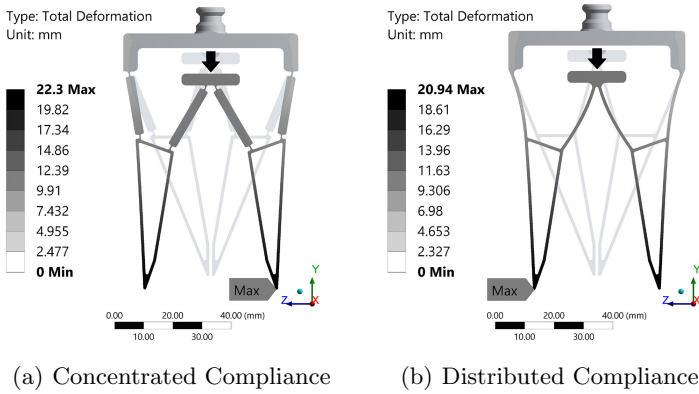 Type: Total Deformation
Unit: mm
22.3 Max
19.82
17.34
14.86
12.39
9.91
7.432
4.955
2.477
0 Min
Max
Y
Z
X
0.00 20.00 40.00 (mm)
10.00 30.00
(a) Concentrated Compliance
Type: Total Deformation
Unit: mm
20.94 Max
18.61
16.29
13.96
11.63
9.306
6.98
4.653
2.327
0 Min
Max
Y
Z
X
0.00 20.00 40.00 (mm)
10.00 30.00
(b) Distributed Compliance